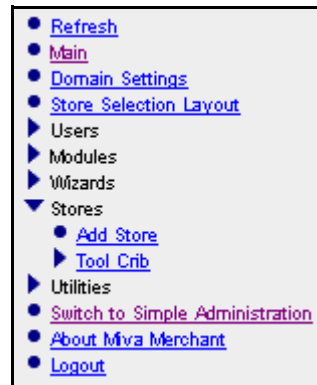 Refresh
Main
Domain Settings
Store Selection Layout
Users
Modules
Wizards
Stores
Add Store
Tool Crib
Utilities
Switch to Simple Administration
About Miva Merchant
Logout